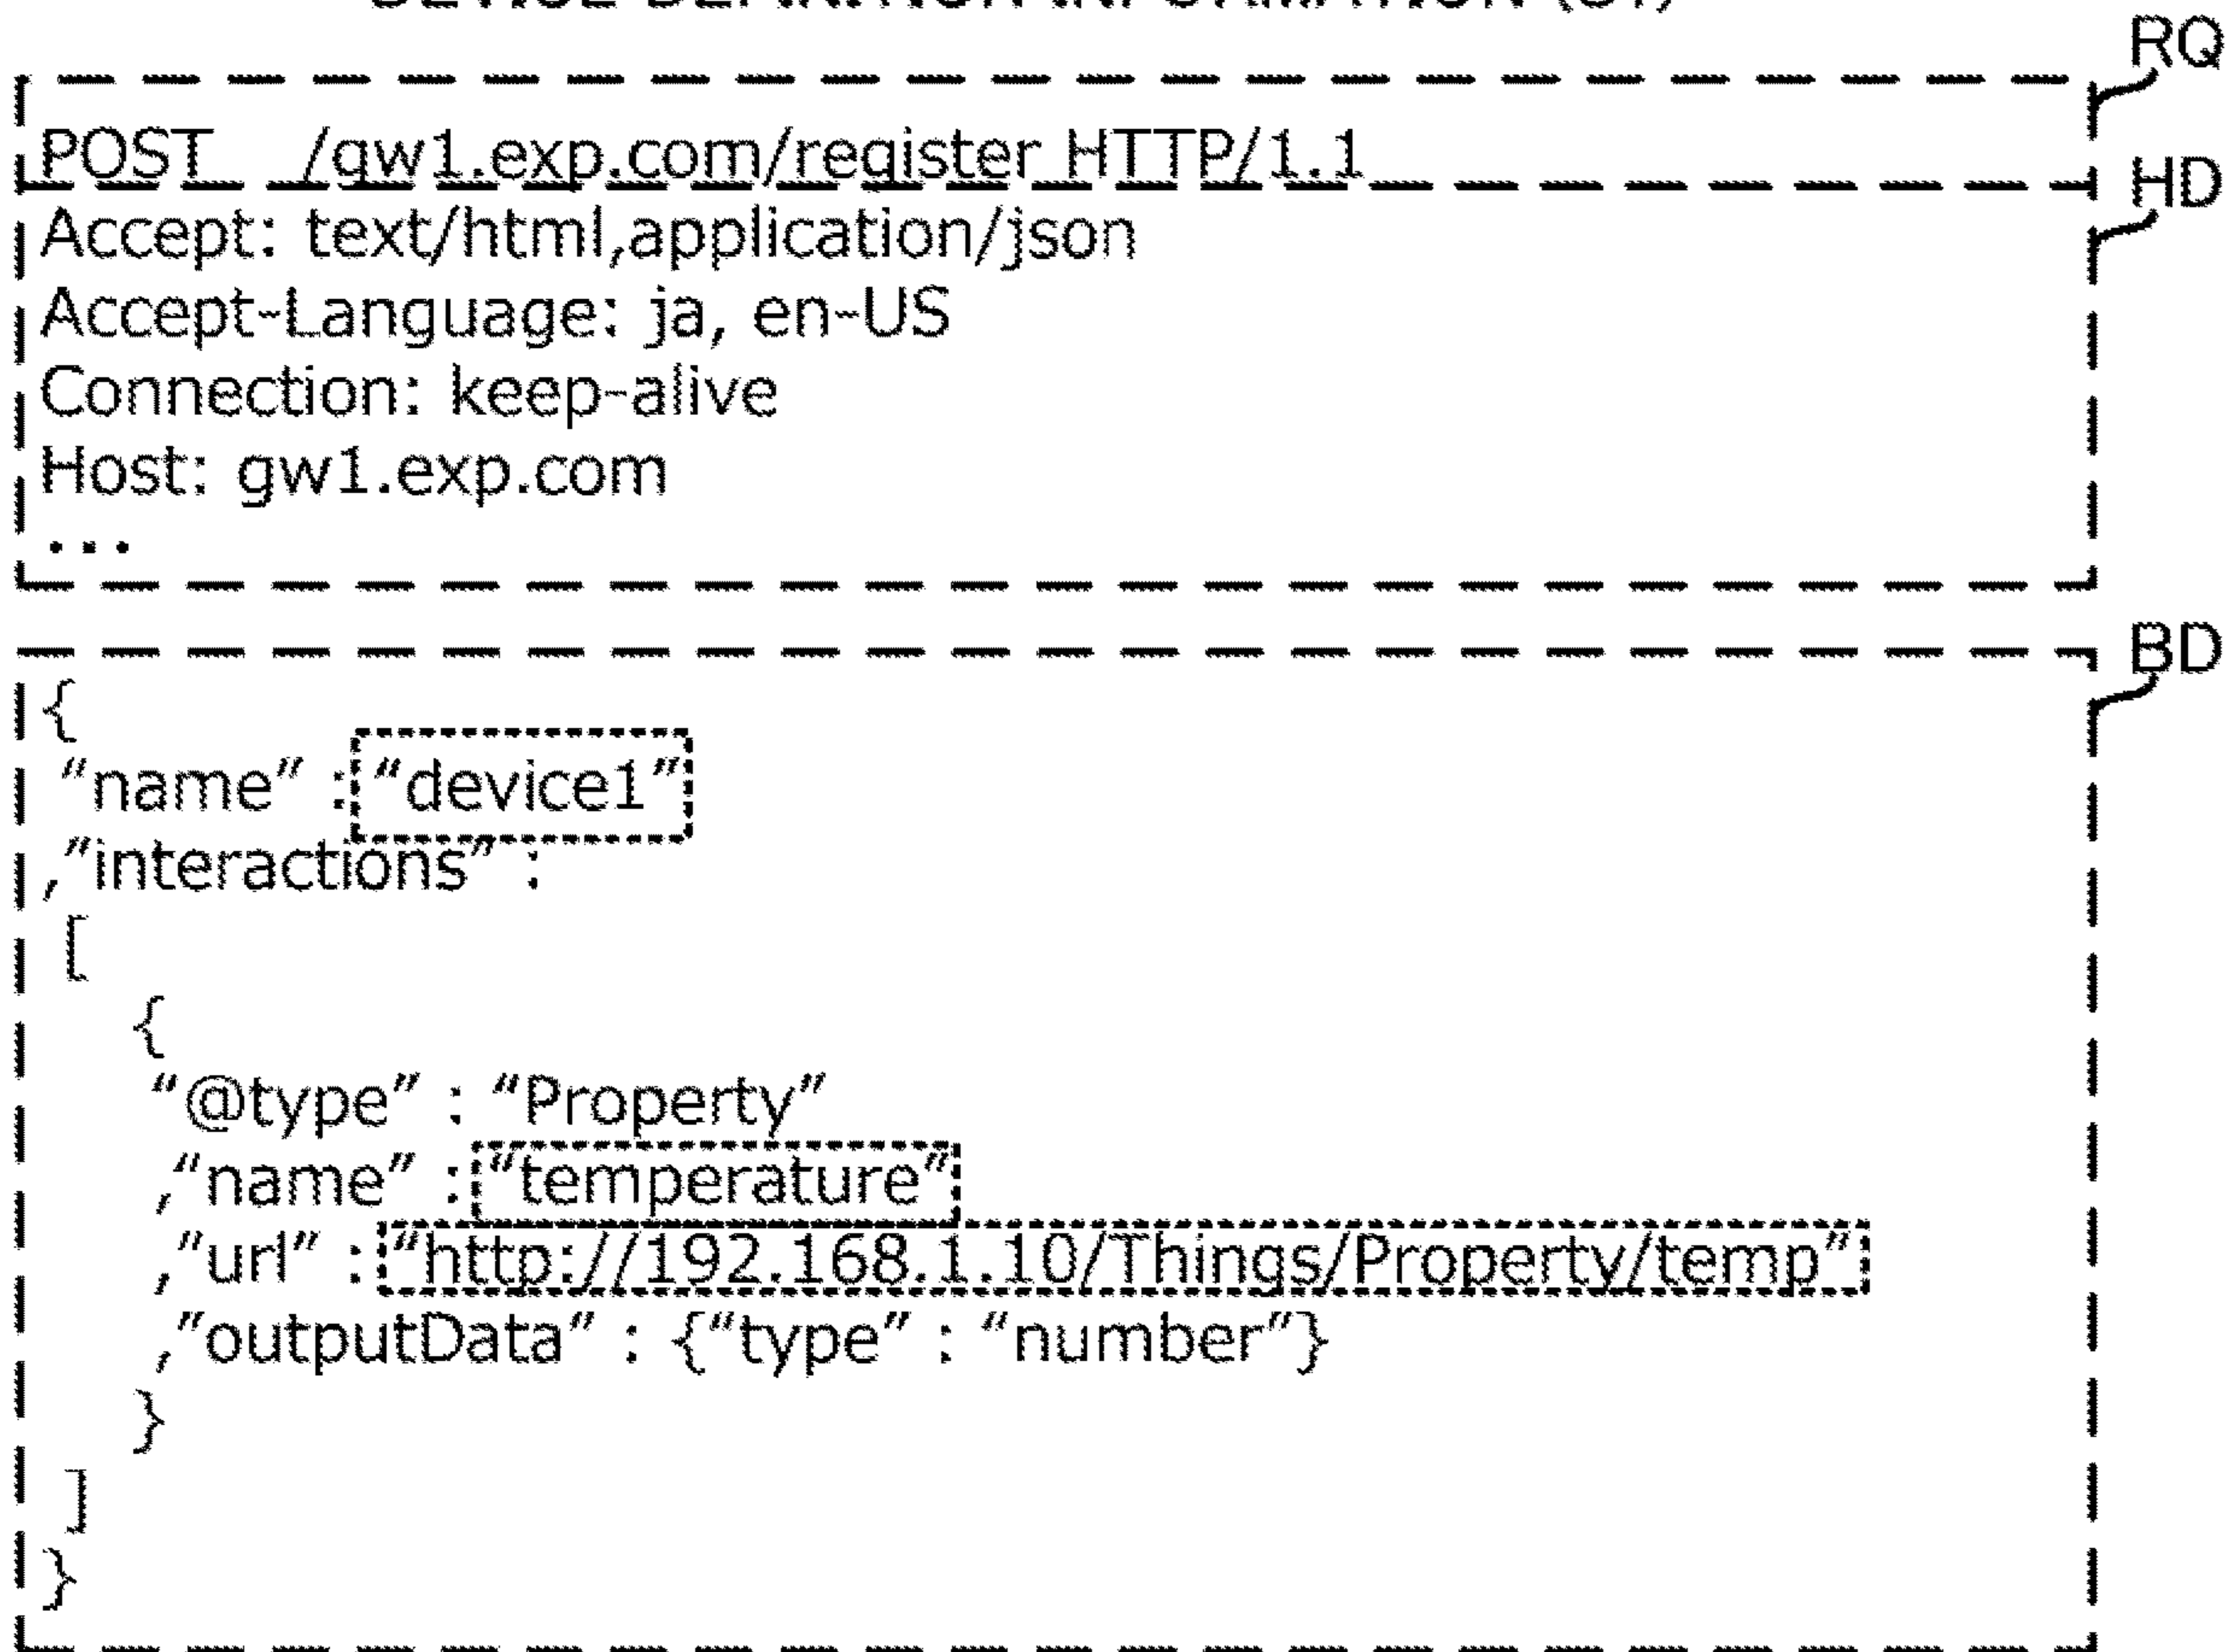 RQ
POST /gw1.exp.com/register HTTP/1.1
HD
Accept: text/html,application/json
Accept-Language: ja, en-US
Connection: keep-alive
Host: gw1.exp.com
...
BD
{
“name” : “device1”
,”interactions” :
[
{
“@type” : “Property”
,“name” : “temperature”
,”url” : “http://192.168.1.10/Things/Property/temp”
,”outputData” : {“type” : “number”}
}
]
}